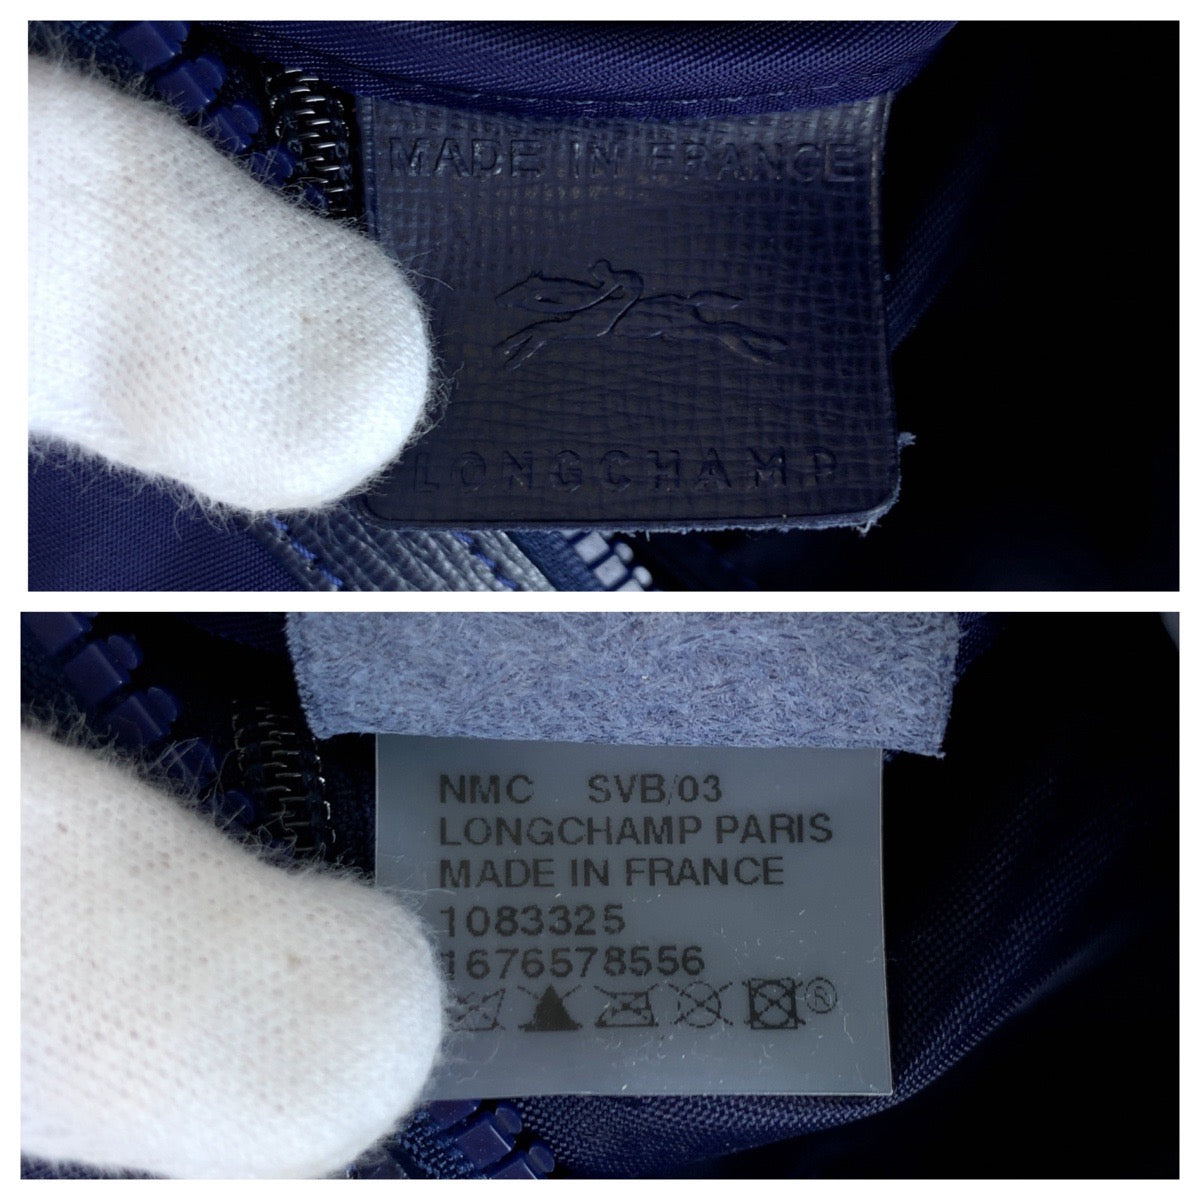 MADE IN FRANCE
LONGCHAMP
NMC SVB/03
LONGCHAMP PARIS
MADE IN FRANCE
1083325
1676578556
®